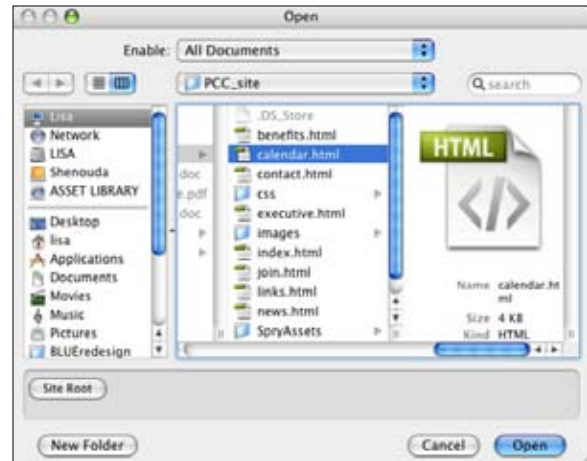 Open
Enable: All Documents
PCC_site
search
Lisa
Network
LISA
Shenouda
ASSET LIBRARY
Desktop
lisa
Applications
Documents
Movies
Music
Pictures
BLUEredesign
doc
e.pdf
doc
.DS_Store
benefits.html
calendar.html
contact.html
css
executive.html
images
index.html
join.html
links.html
news.html
SpryAssets
HTML
</>
Name calendar.ht
ml
Size 4 KB
Kind HTML
Site Root
New Folder
Cancel
Open